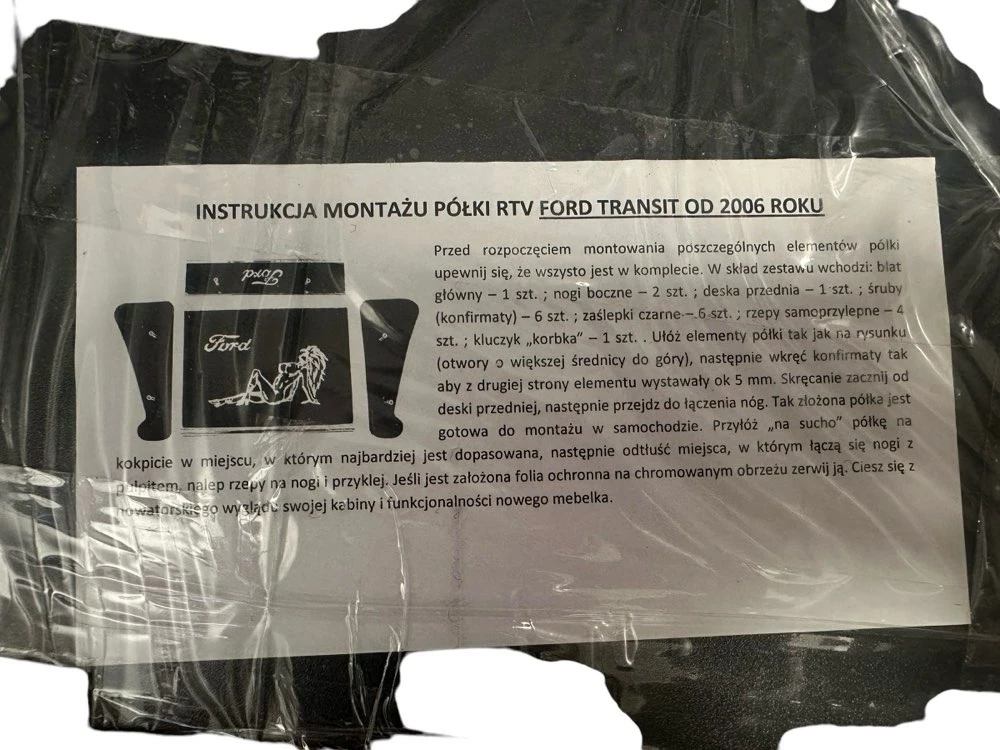 INSTRUKCJA MONTAŻU PÓŁKI RTV FORD TRANSIT OD 2006 ROKU
Ford
Ford
Przed rozpoczęciem montowania poszczególnych elementów półki
upewnij się, że wszysto jest w komplecie. W skład zestawu wchodzi: blat
główny – 1 szt. ; nogi boczne – 2 szt. ; deska przednia – 1 szt. ; śruby
(konfirmaty) – 6 szt. ; zaślepki czarne – 6 szt. ; rzepy samoprzylepne – 4
szt. ; kluczyk „korbka” – 1 szt. . Ułóż elementy półki tak jak na rysunku
(otwory o większej średnicy do góry), następnie wkręć konfirmaty tak
aby z drugiej strony elementu wystawały ok 5 mm. Skręcanie zacznij od
deski przedniej, następnie przejdz do łączenia nóg. Tak złożona półka jest
gotowa do montażu w samochodzie. Przyłóż „na sucho” półkę na
kokpicie w miejscu, w którym najbardziej jest dopasowana, następnie odtłuść miejsca, w którym łączą się nogi z
pulpitem, nalep rzepy na nogi i przyklej. Jeśli jest założona folia ochronna na chromowanym obrzeżu zerwij ją. Ciesz się z
nowatorskiego wyglądu swojej kabiny i funkcjonalności nowego mebelka.